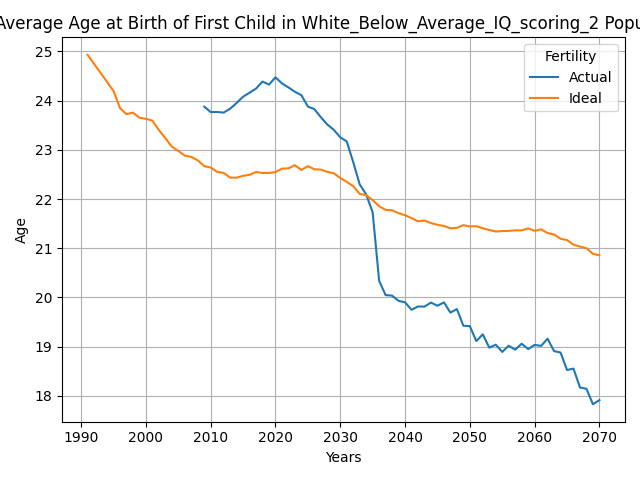 Average Age at Birth of First Child in White_Below_Average_IQ_scoring_2
Fertility
Actual
Ideal
Age
25
24
23
22
21
20
19
18
1990 2000 2010 2020 2030 2040 2050 2060 2070
Years